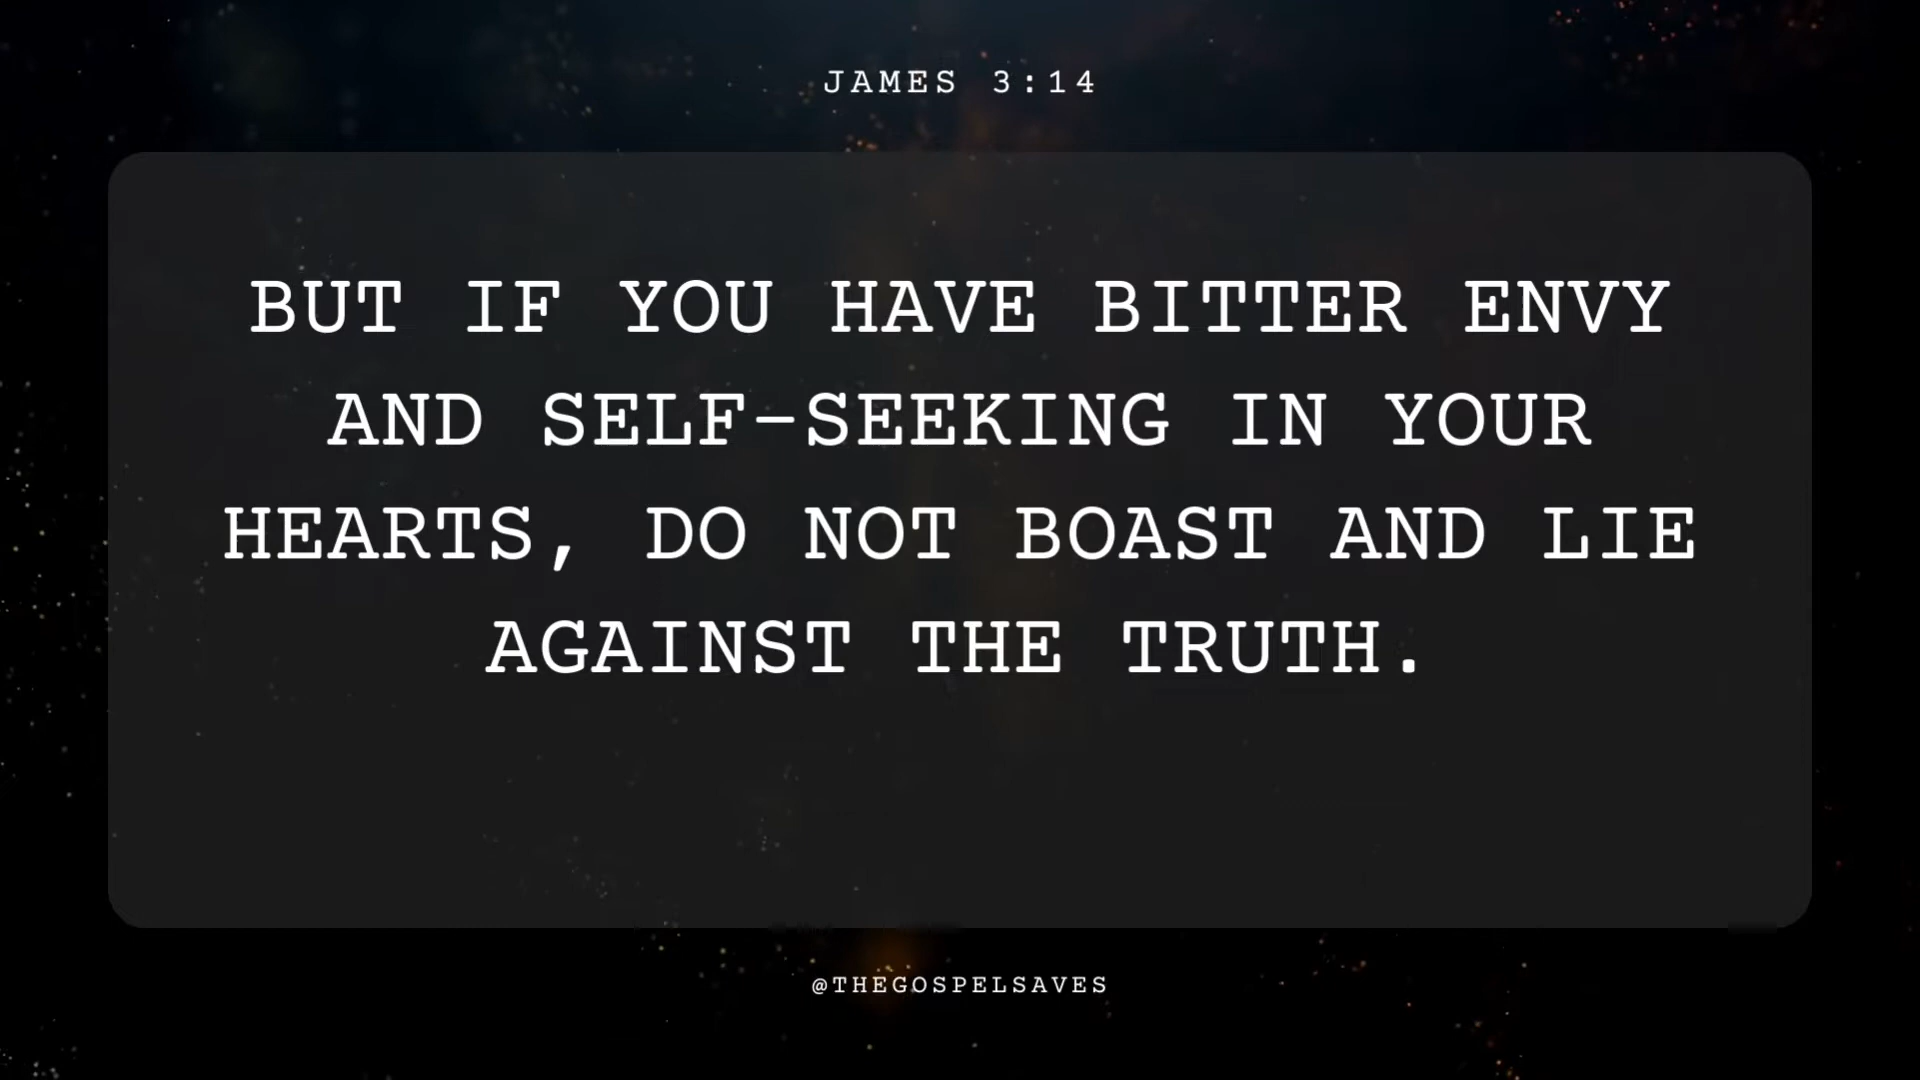 JAMES 3:14
BUT IF YOU HAVE BITTER ENVY
AND SELF-SEEKING IN YOUR
HEARTS, DO NOT BOAST AND LIE
AGAINST THE TRUTH.
@THEGOSPELSAVES